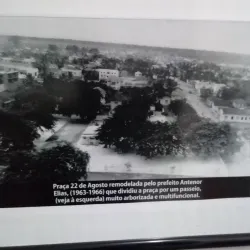 Praça 22 de Agosto remodelada pelo prefeito Antenor
Elias, (1963-1966) que dividiu a praça por um passeio,
(veja à esquerda) muito arborizada e multifuncional.